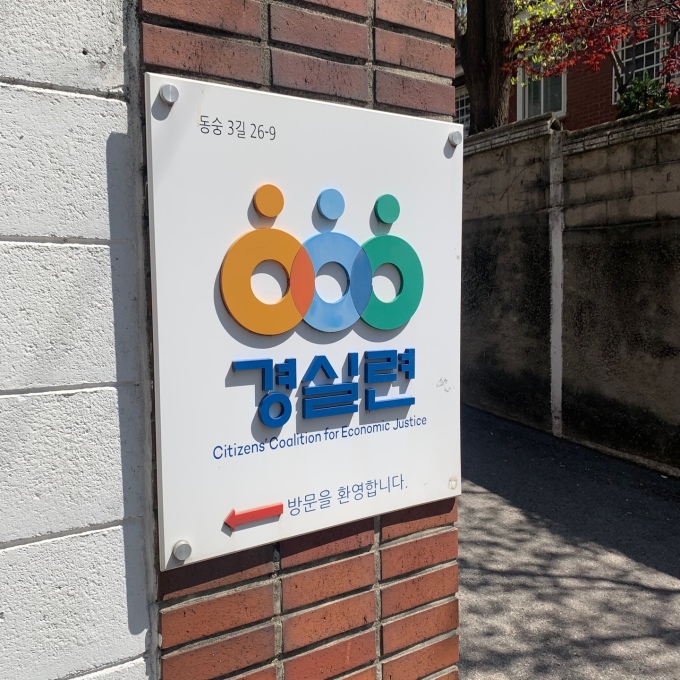 동숭 3길 26-9
경실련
Citizens' Coalition for Economic Justice
방문을 환영합니다.